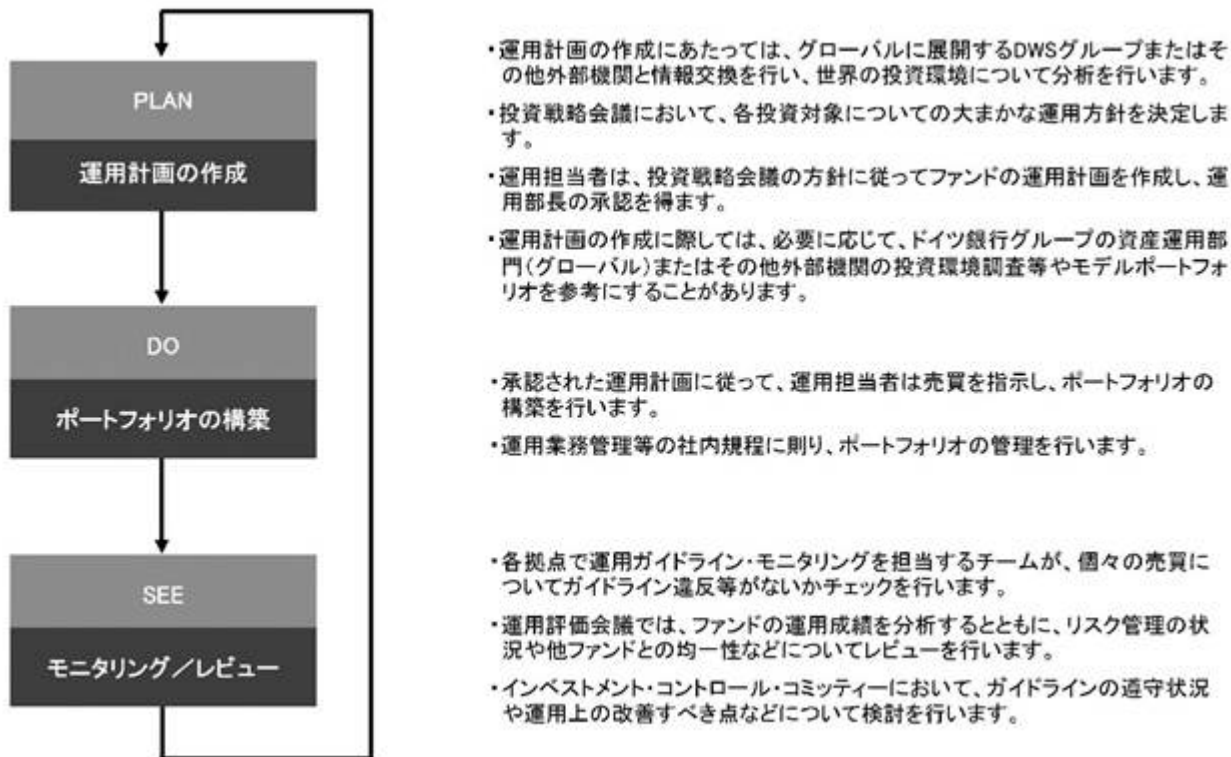 PLAN
運用計画の作成
・運用計画の作成にあたっては、グローバルに展開するDWSグループまたはそ
の他外部機関と情報交換を行い、世界の投資環境について分析を行います。
・投資戦略会議において、各投資対象についての大まかな運用方針を決定しま
す。
・運用担当者は、投資戦略会議の方針に従ってファンドの運用計画を作成し、運
用部長の承認を得ます。
・運用計画の作成に際しては、必要に応じて、ドイツ銀行グループの資産運用部
門(グローバル)またはその他外部機関の投資環境調査等やモデルポートフォ
リオを参考にすることがあります。
DO
ポートフォリオの構築
・承認された運用計画に従って、運用担当者は売買を指示し、ポートフォリオの
構築を行います。
・運用業務管理等の社内規程に則り、ポートフォリオの管理を行います。
SEE
モニタリング／レビュー
・各拠点で運用ガイドライン・モニタリングを担当するチームが、個々の売買に
ついてガイドライン違反等がないかチェックを行います。
・運用評価会議では、ファンドの運用成績を分析するとともに、リスク管理の状
況や他ファンドとの均一性などについてレビューを行います。
・インベストメント・コントロール・コミッティーにおいて、ガイドラインの遵守状況
や運用上の改善すべき点などについて検討を行います。